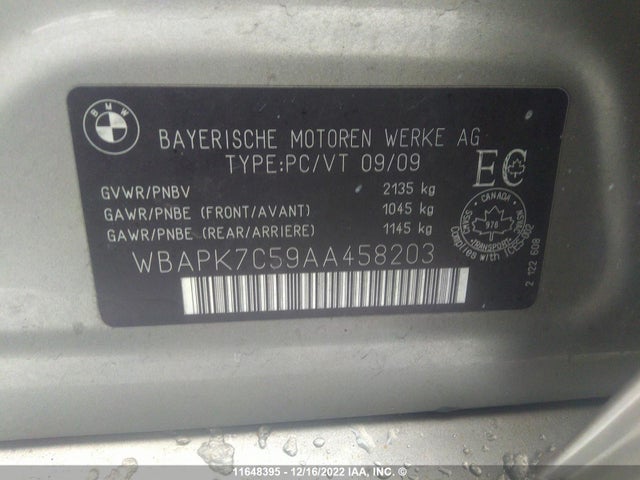 BMW
BAYERISCHE MOTOREN WERKE AG
TYPE:PC/VT 09/09
EC
GVWR/PNBV 2135 kg
GAWR/PNBE (FRONT/AVANT) 1045 kg
GAWR/PNBE (REAR/ARRIERE) 1145 kg
WBAPK7C59AA458203
CANADA
976
TRANSPORT
2 122 608
11648395 - 12/16/2022 IAA, Inc. ©